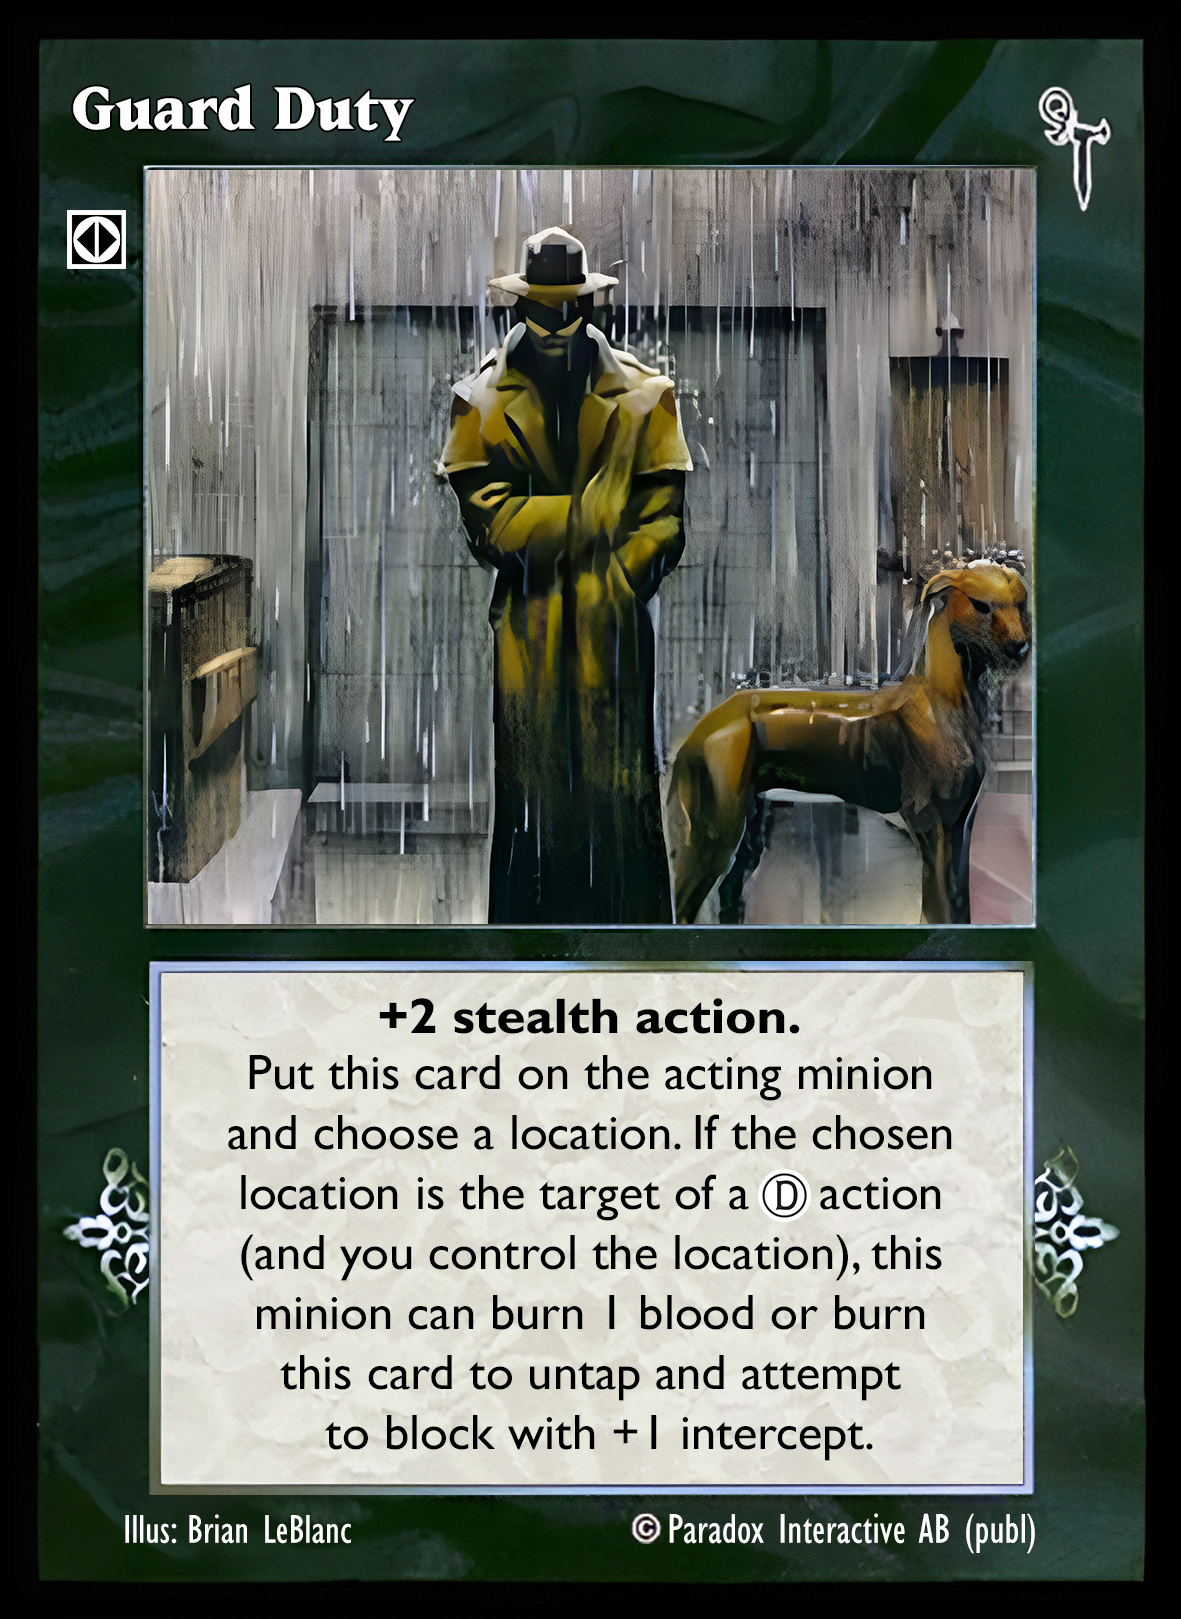 Guard Duty
+2 stealth action.
Put this card on the acting minion
and choose a location. If the chosen
location is the target of a Ⓓ action
(and you control the location), this
minion can burn 1 blood or burn
this card to untap and attempt
to block with +1 intercept.
Illus: Brian LeBlanc
© Paradox Interactive AB (publ)